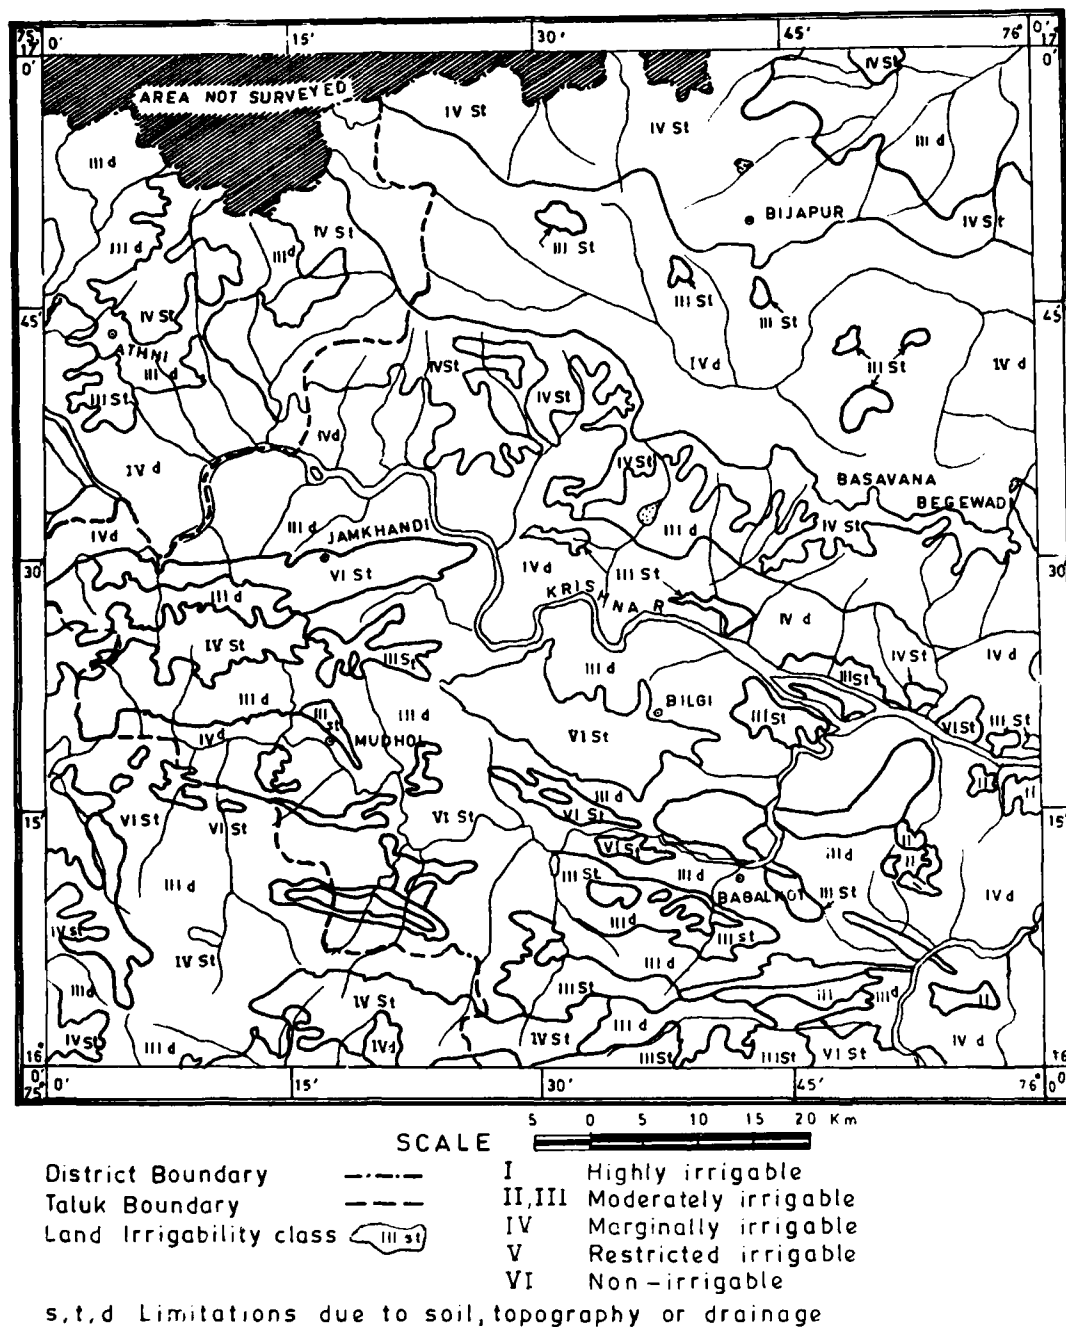 75° 0' 15' 30' 45' 76° 0'
17° 0' 17° 0'
IV St
AREA NOT SURVEYED
IV St
IV St
III d
III d
IV St
BIJAPUR
IV St
III d
III d
III St
III St
III St
45' 45'
IV St
ATHNI
III d
IV St
IV d
III St
IV d
III St
IV St
IV d
IV d
IV St
BASAVANA
BEGEWADI
III d
JAMKHANDI
III d
IV St
IV d
30' 30'
VI St
IV d
III St
KRISHNA R
III d
IV d
IV St
III St
III d
IV St
IV d
III St
III d
III d
III St
BILGI
III St
VI St
III St
IV d
MUDHOL
VI St
II
II
III d
15' 15'
VI St
VI St
VI St
VI St
II
VI St
III d
II
III d
III St
III d
BAGALKOT
III St
IV d
IV St
III d
III St
IV St
III d
III d
IV St
III St
III
III d
II
IV St
III d
IV d
IV St
III d
III St
III St
VI St
IV d
16° 0' 16° 0'
75° 0' 15' 30' 45' 76° 0'
SCALE 5 0 5 10 15 20 Km
District Boundary
Taluk Boundary
Land Irrigability class III st
I Highly irrigable
II,III Moderately irrigable
IV Marginally irrigable
V Restricted irrigable
VI Non-irrigable
s,t,d Limitations due to soil, topography or drainage